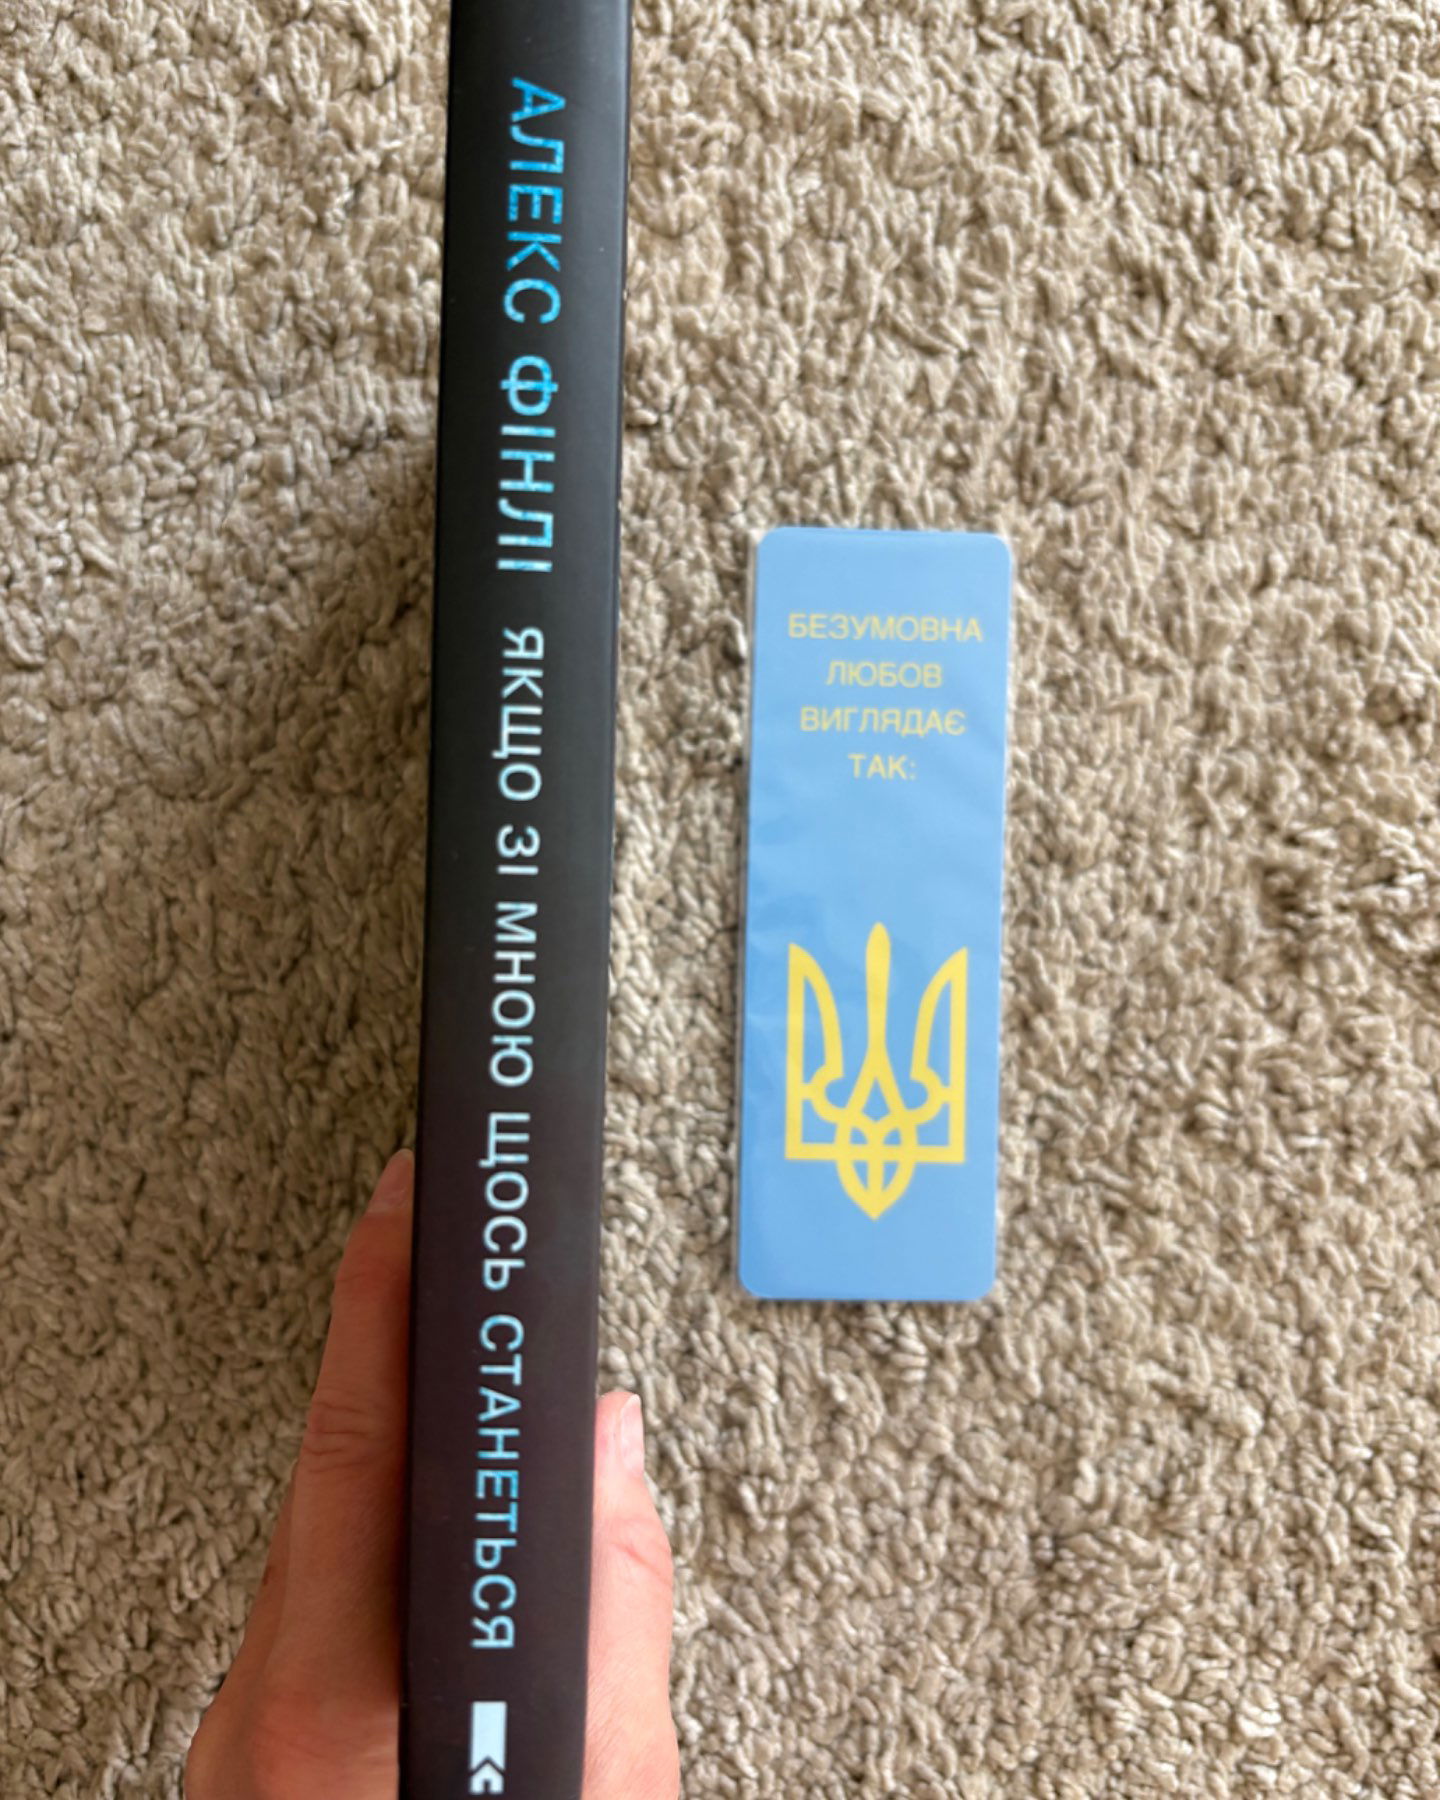 АЛЕКС ФІНЛІ ЯКЩО ЗІ МНОЮ ЩОСЬ СТАНЕТЬСЯ
БЕЗУМОВНА
ЛЮБОВ
ВИГЛЯДАЄ
ТАК: